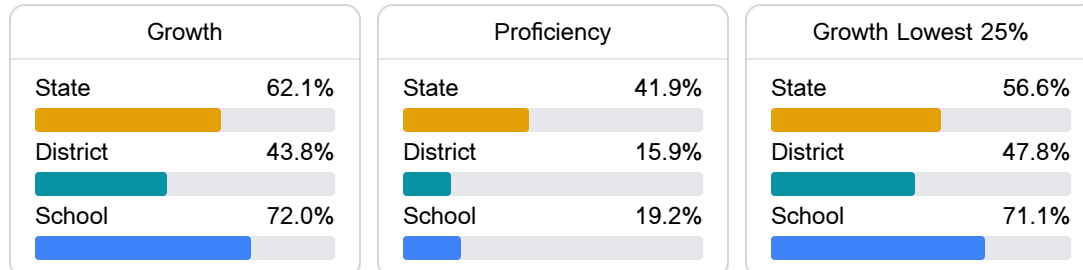 Growth
State 62.1%
District 43.8%
School 72.0%
Proficiency
State 41.9%
District 15.9%
School 19.2%
Growth Lowest 25%
State 56.6%
District 47.8%
School 71.1%